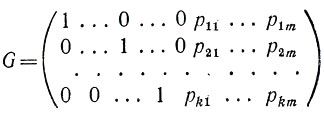 1 ... 0 ... 0 p₁₁ ... p₁ₘ
0 ... 1 ... 0 p₂₁ ... p₂ₘ
G = . . . . . . . . . . .
0 0 ... 1 pₖ₁ ... pₖₘ